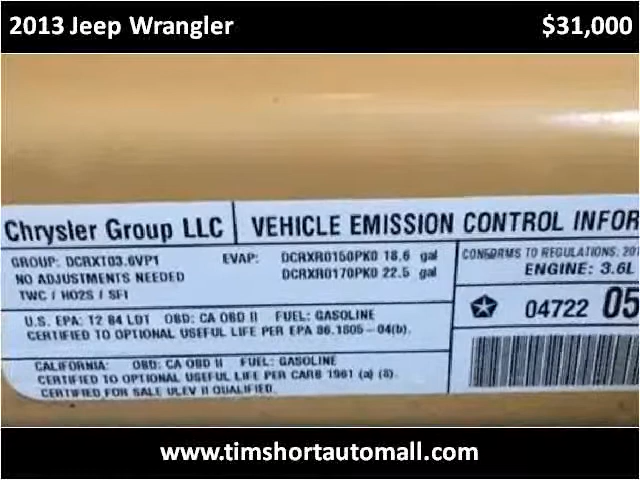 2013 Jeep Wrangler $31,000
Chrysler Group LLC VEHICLE EMISSION CONTROL INFOR
GROUP: DCRXT03.6VP1 EVAP: DCRXR0150PK0 18.6 gal
DCRXR0170PK0 22.5 gal
NO ADJUSTMENTS NEEDED
TWC / HO2S / SFI
CONFORMS TO REGULATIONS: 201
ENGINE: 3.6L
U.S. EPA: T2 B4 LDT OBD: CA OBD II FUEL: GASOLINE
CERTIFIED TO OPTIONAL USEFUL LIFE PER EPA 86.1805-04(b).
04722 05
CALIFORNIA: OBD: CA OBD II FUEL: GASOLINE
CERTIFIED TO OPTIONAL USEFUL LIFE PER CARB 1961 (a) (8).
CERTIFIED FOR SALE ULEV II QUALIFIED.
www.timshortautomall.com